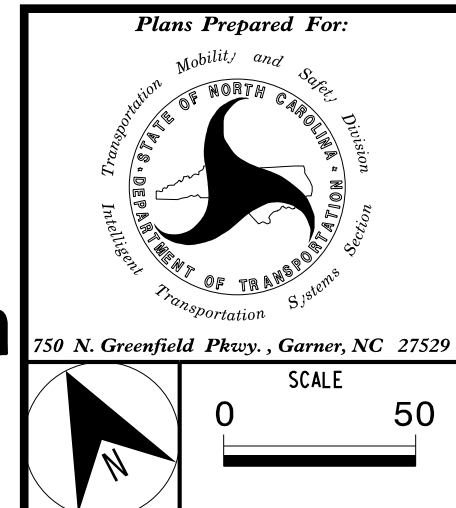 Plans Prepared For:
Transportation Mobility and Safety Division
STATE OF NORTH CAROLINA
DEPARTMENT OF TRANSPORTATION
Intelligent Transportation Systems Section
750 N. Greenfield Pkwy. , Garner, NC 27529
SCALE
0 50
N